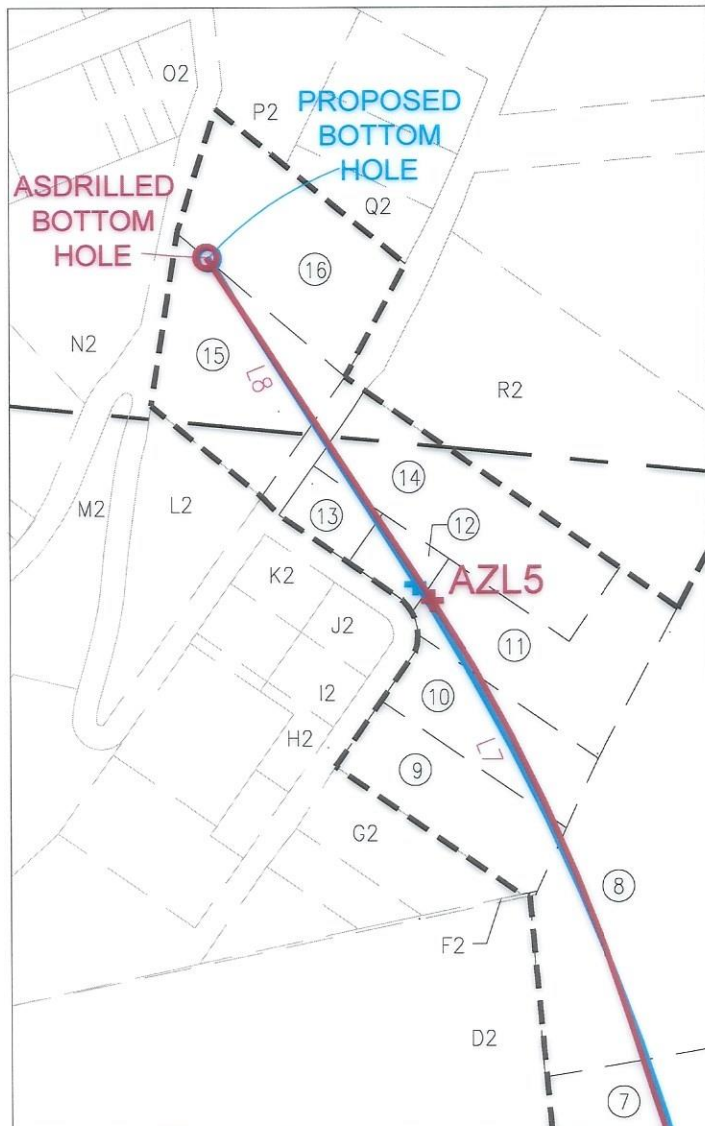 O2
P2
PROPOSED
BOTTOM
HOLE
ASDRILLED
BOTTOM
HOLE
Q2
16
N2
15
L8
R2
14
M2
L2
13
12
K2
AZL5
J2
11
I2
10
H2
L7
9
G2
8
F2
D2
7